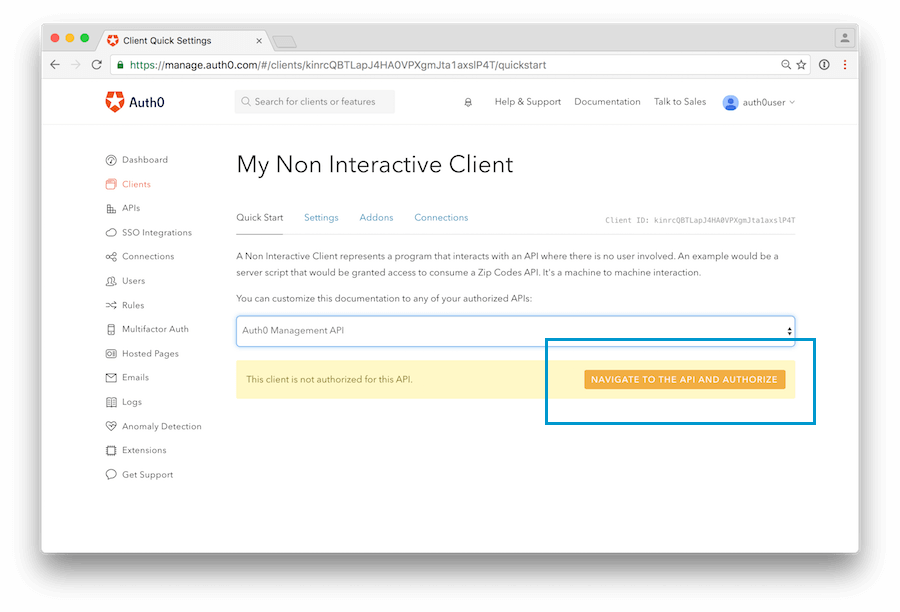 Client Quick Settings
https://manage.auth0.com/#/clients/kinrcQBTLapJ4HA0VPXgmJta1axslP4T/quickstart
Auth0
Search for clients or features
Help & Support
Documentation
Talk to Sales
auth0user
Dashboard
Clients
APIs
SSO Integrations
Connections
Users
Rules
Multifactor Auth
Hosted Pages
Emails
Logs
Anomaly Detection
Extensions
Get Support
My Non Interactive Client
Quick Start
Settings
Addons
Connections
Client ID: kinrcQBTLapJ4HA0VPXgmJta1axslP4T
A Non Interactive Client represents a program that interacts with an API where there is no user involved. An example would be a
server script that would be granted access to consume a Zip Codes API. It's a machine to machine interaction.
You can customize this documentation to any of your authorized APIs:
Auth0 Management API
This client is not authorized for this API.
NAVIGATE TO THE API AND AUTHORIZE